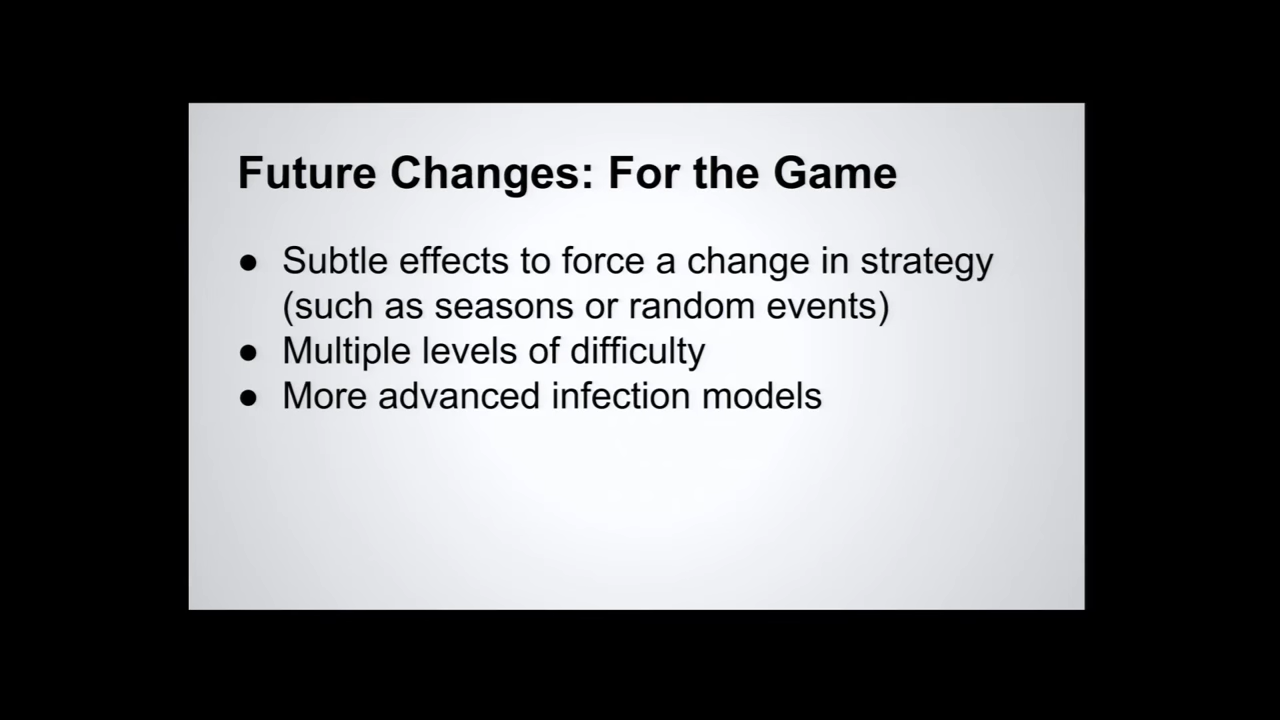 Future Changes: For the Game
● Subtle effects to force a change in strategy
(such as seasons or random events)
● Multiple levels of difficulty
● More advanced infection models